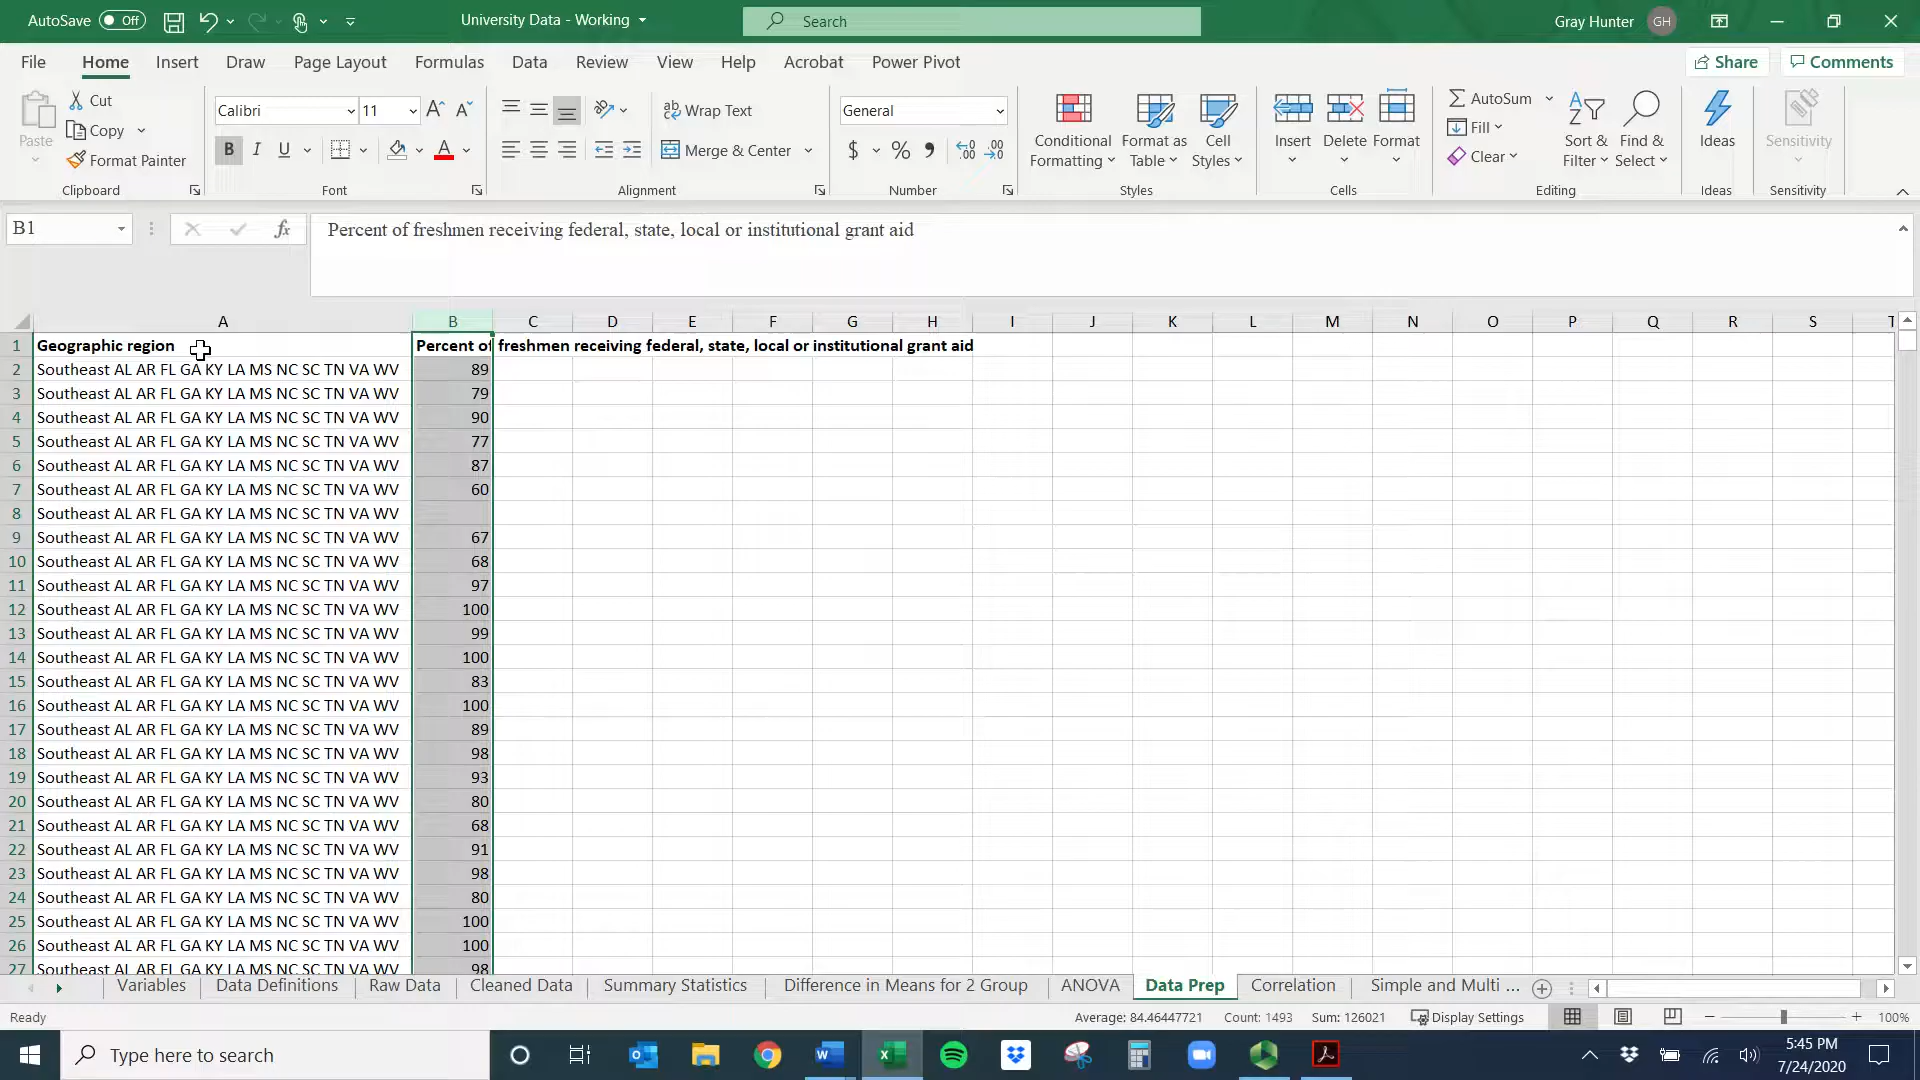 AutoSave Off
University Data - Working
Search
Gray Hunter GH
File Home Insert Draw Page Layout Formulas Data Review View Help Acrobat Power Pivot
Share Comments
Paste
Cut
Copy
Format Painter
Clipboard
Calibri 11 A A
B I U A
Font
Wrap Text
Merge & Center
Alignment
General
$ % 9 .00
Number
Conditional Formatting
Format as Table
Cell Styles
Styles
Insert Delete Format
Cells
AutoSum
Fill
Clear
Sort & Filter
Find & Select
Editing
Ideas
Ideas
Sensitivity
Sensitivity
B1 fx Percent of freshmen receiving federal, state, local or institutional grant aid
A B C D E F G H I J K L M N O P Q R S T
1 Geographic region Percent of freshmen receiving federal, state, local or institutional grant aid
2 Southeast AL AR FL GA KY LA MS NC SC TN VA WV 89
3 Southeast AL AR FL GA KY LA MS NC SC TN VA WV 79
4 Southeast AL AR FL GA KY LA MS NC SC TN VA WV 90
5 Southeast AL AR FL GA KY LA MS NC SC TN VA WV 77
6 Southeast AL AR FL GA KY LA MS NC SC TN VA WV 87
7 Southeast AL AR FL GA KY LA MS NC SC TN VA WV 60
8 Southeast AL AR FL GA KY LA MS NC SC TN VA WV
9 Southeast AL AR FL GA KY LA MS NC SC TN VA WV 67
10 Southeast AL AR FL GA KY LA MS NC SC TN VA WV 68
11 Southeast AL AR FL GA KY LA MS NC SC TN VA WV 97
12 Southeast AL AR FL GA KY LA MS NC SC TN VA WV 100
13 Southeast AL AR FL GA KY LA MS NC SC TN VA WV 99
14 Southeast AL AR FL GA KY LA MS NC SC TN VA WV 100
15 Southeast AL AR FL GA KY LA MS NC SC TN VA WV 83
16 Southeast AL AR FL GA KY LA MS NC SC TN VA WV 100
17 Southeast AL AR FL GA KY LA MS NC SC TN VA WV 89
18 Southeast AL AR FL GA KY LA MS NC SC TN VA WV 98
19 Southeast AL AR FL GA KY LA MS NC SC TN VA WV 93
20 Southeast AL AR FL GA KY LA MS NC SC TN VA WV 80
21 Southeast AL AR FL GA KY LA MS NC SC TN VA WV 68
22 Southeast AL AR FL GA KY LA MS NC SC TN VA WV 91
23 Southeast AL AR FL GA KY LA MS NC SC TN VA WV 98
24 Southeast AL AR FL GA KY LA MS NC SC TN VA WV 80
25 Southeast AL AR FL GA KY LA MS NC SC TN VA WV 100
26 Southeast AL AR FL GA KY LA MS NC SC TN VA WV 100
27 Southeast AL AR FL GA KY LA MS NC SC TN VA WV 98
Variables Data Definitions Raw Data Cleaned Data Summary Statistics Difference in Means for 2 Group ANOVA Data Prep Correlation Simple and Multi ...
Ready Average: 84.46447721 Count: 1493 Sum: 126021 Display Settings 100%
Type here to search
5:45 PM
7/24/2020